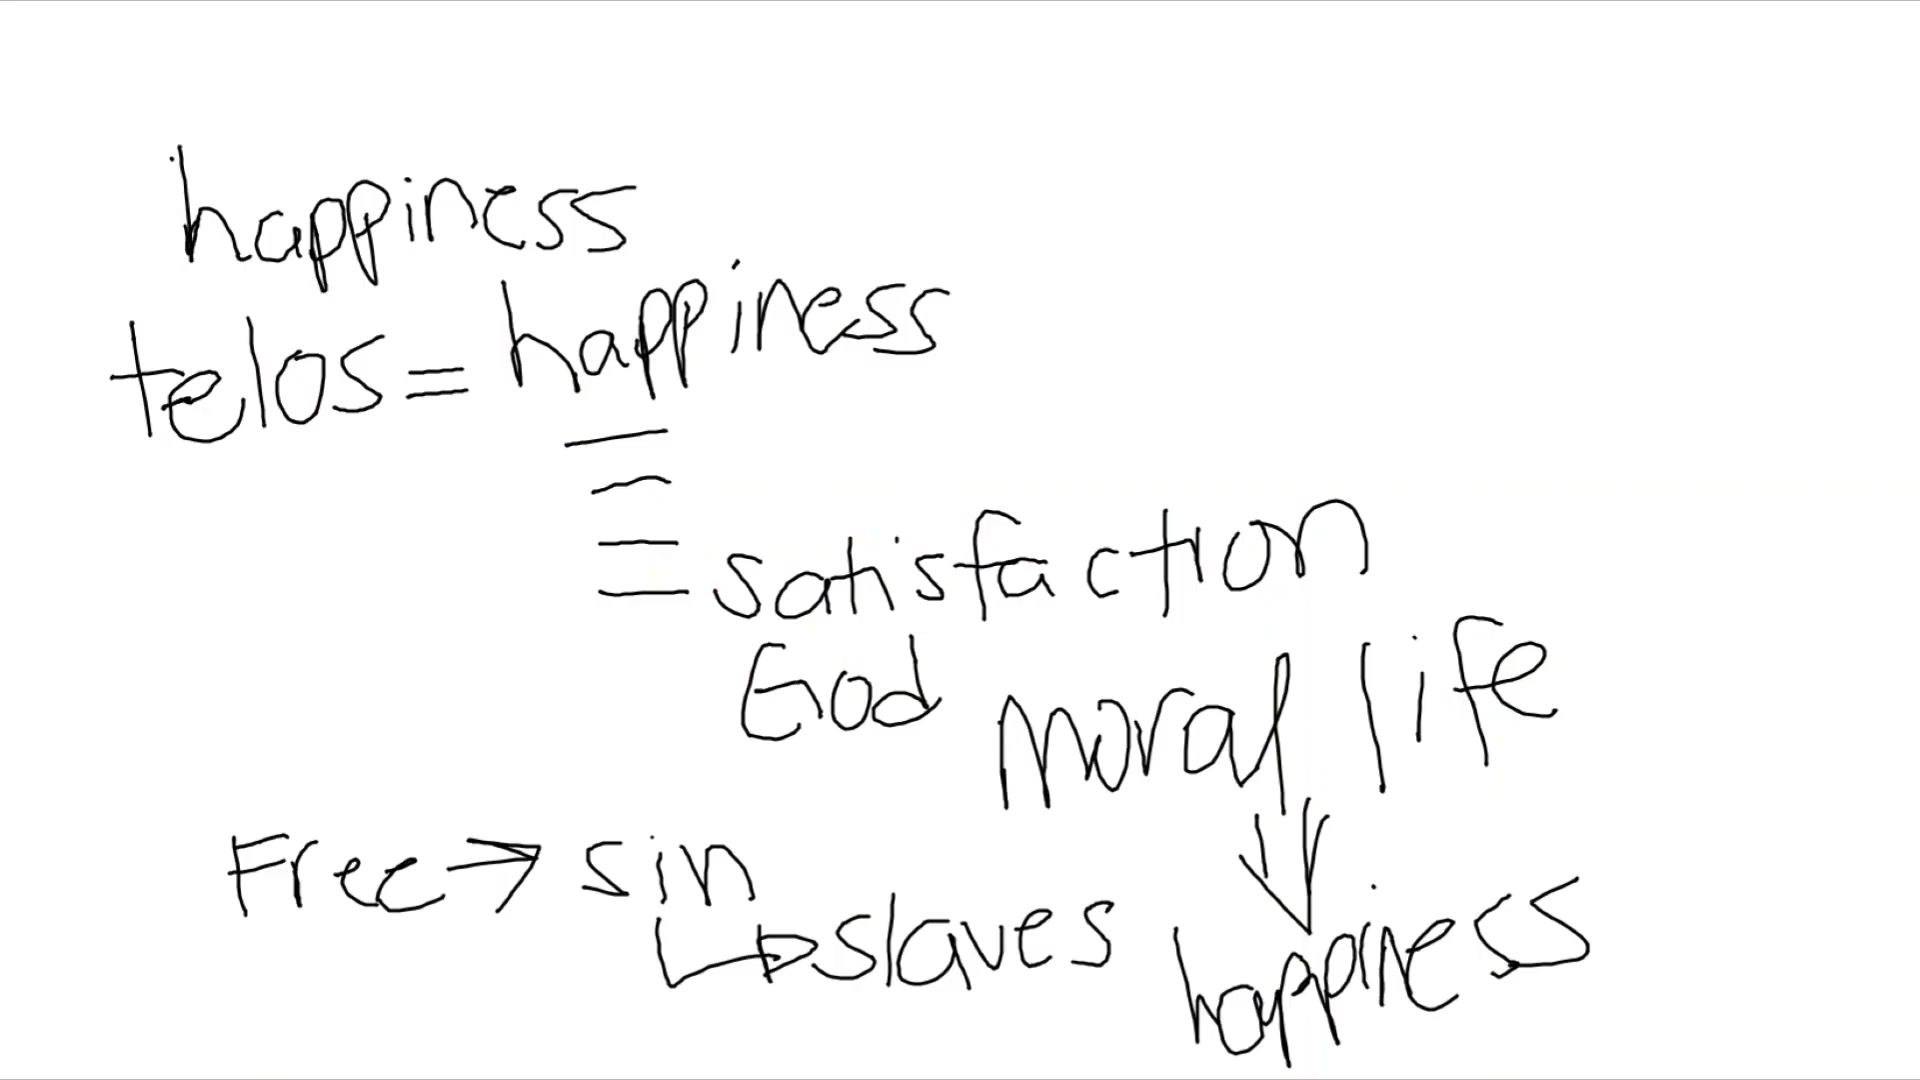 happiness
telos = happiness
satisfaction
God
moral life
Free → sin
↳ slaves
happiness